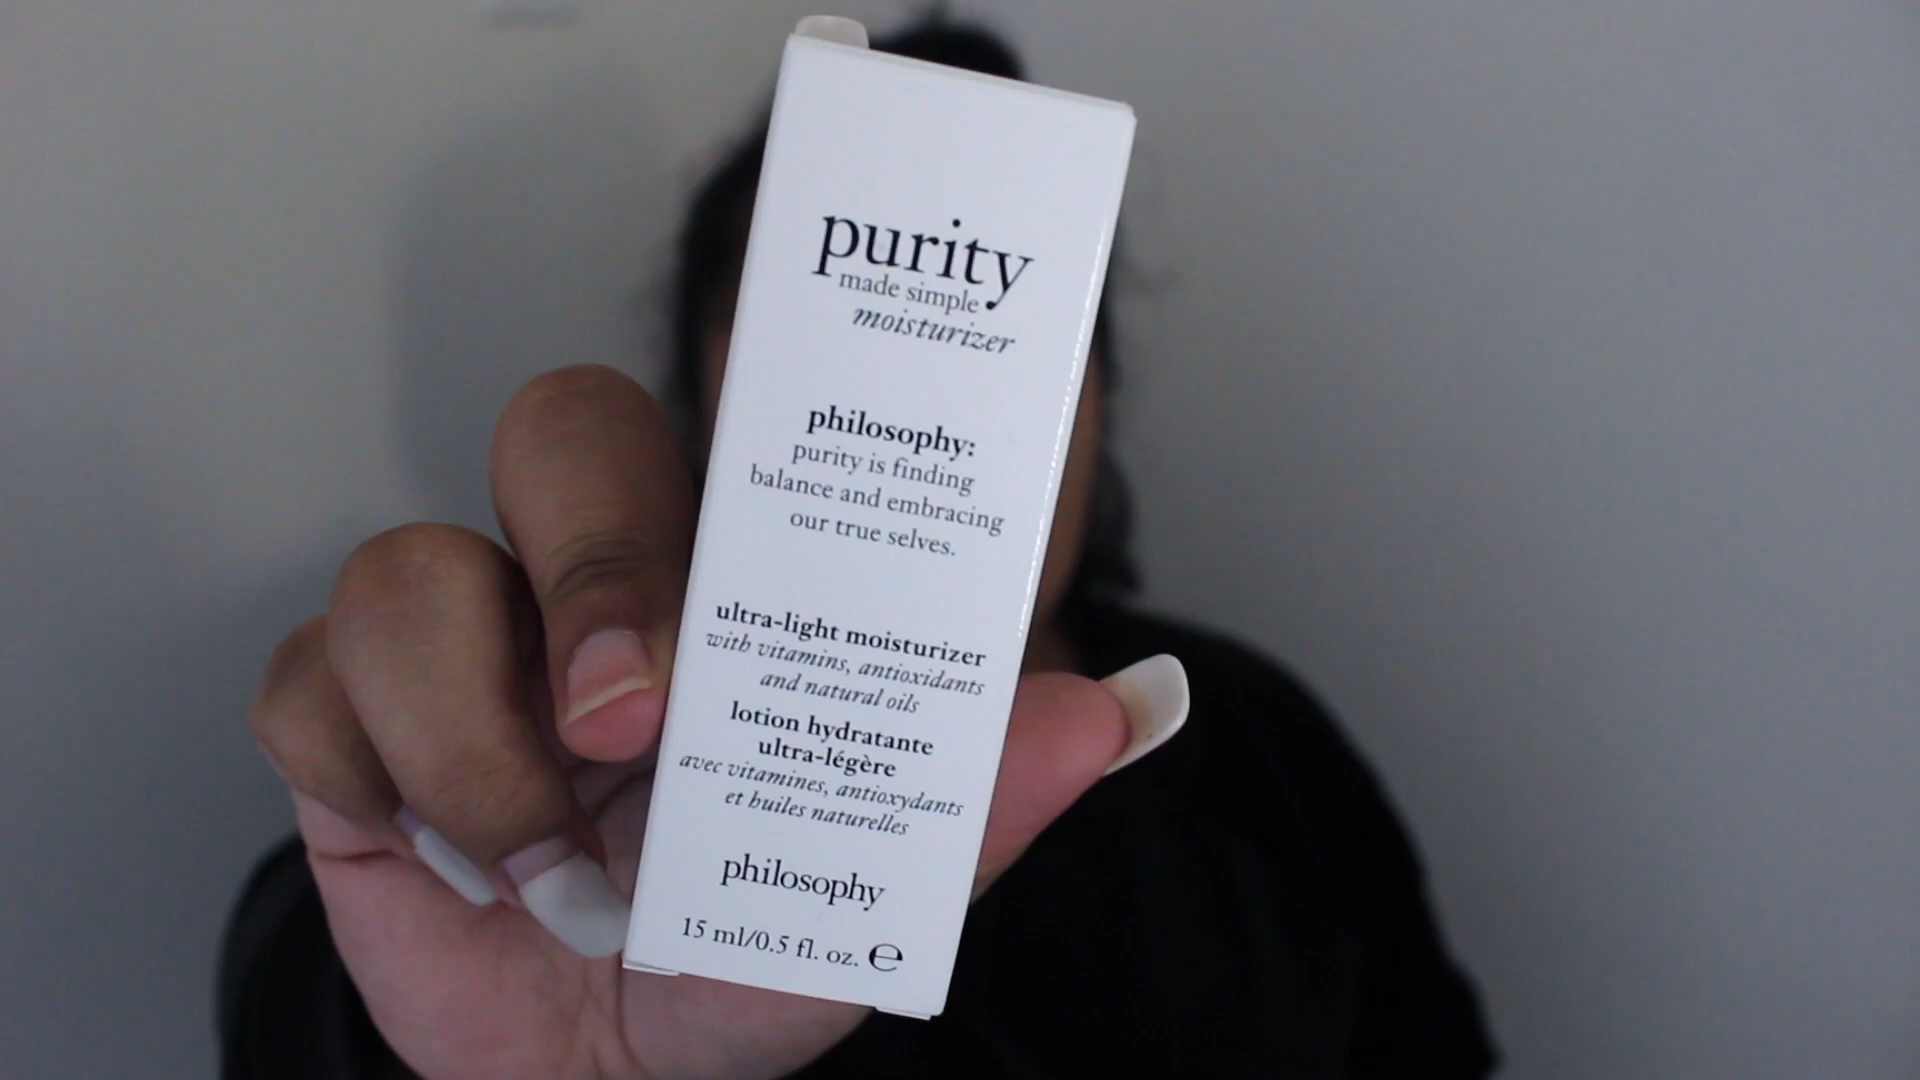 purity
made simple
moisturizer
philosophy:
purity is finding
balance and embracing
our true selves.
ultra-light moisturizer
with vitamins, antioxidants
and natural oils
lotion hydratante
ultra-légère
avec vitamines, antioxydants
et huiles naturelles
philosophy
15 ml/0.5 fl. oz. ℮